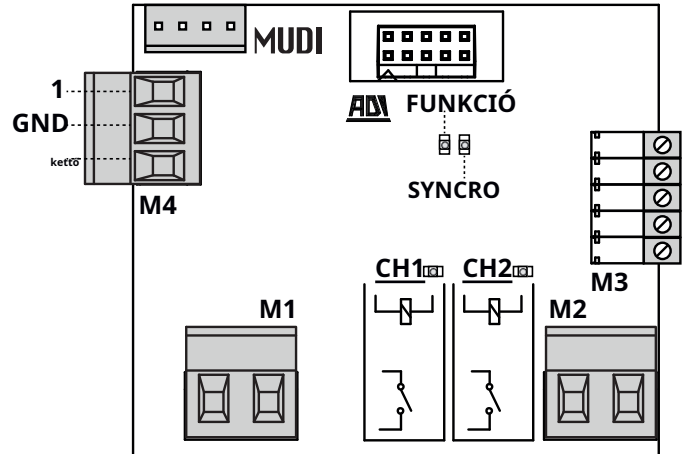 MUDI
1
GND
ketto
M4
ADI
FUNKCIÓ
SYNCRO
M3
CH1
CH2
M1
M2